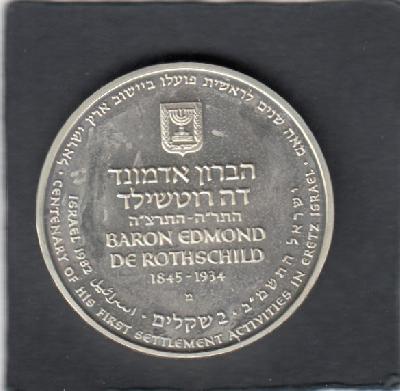 מאה שנים לראשית פועלו ביישוב ארץ ישראל
הברון אדמונד
דה רוטשילד
התר״ה-התרצ״ה
BARON EDMOND
DE ROTHSCHILD
1845-1934
מ
ישראל התשמ״ב · 2 שקלים · اسرائيل ISRAEL 1982
CENTENARY OF HIS FIRST SETTLEMENT ACTIVITIES IN ERETZ ISRAEL